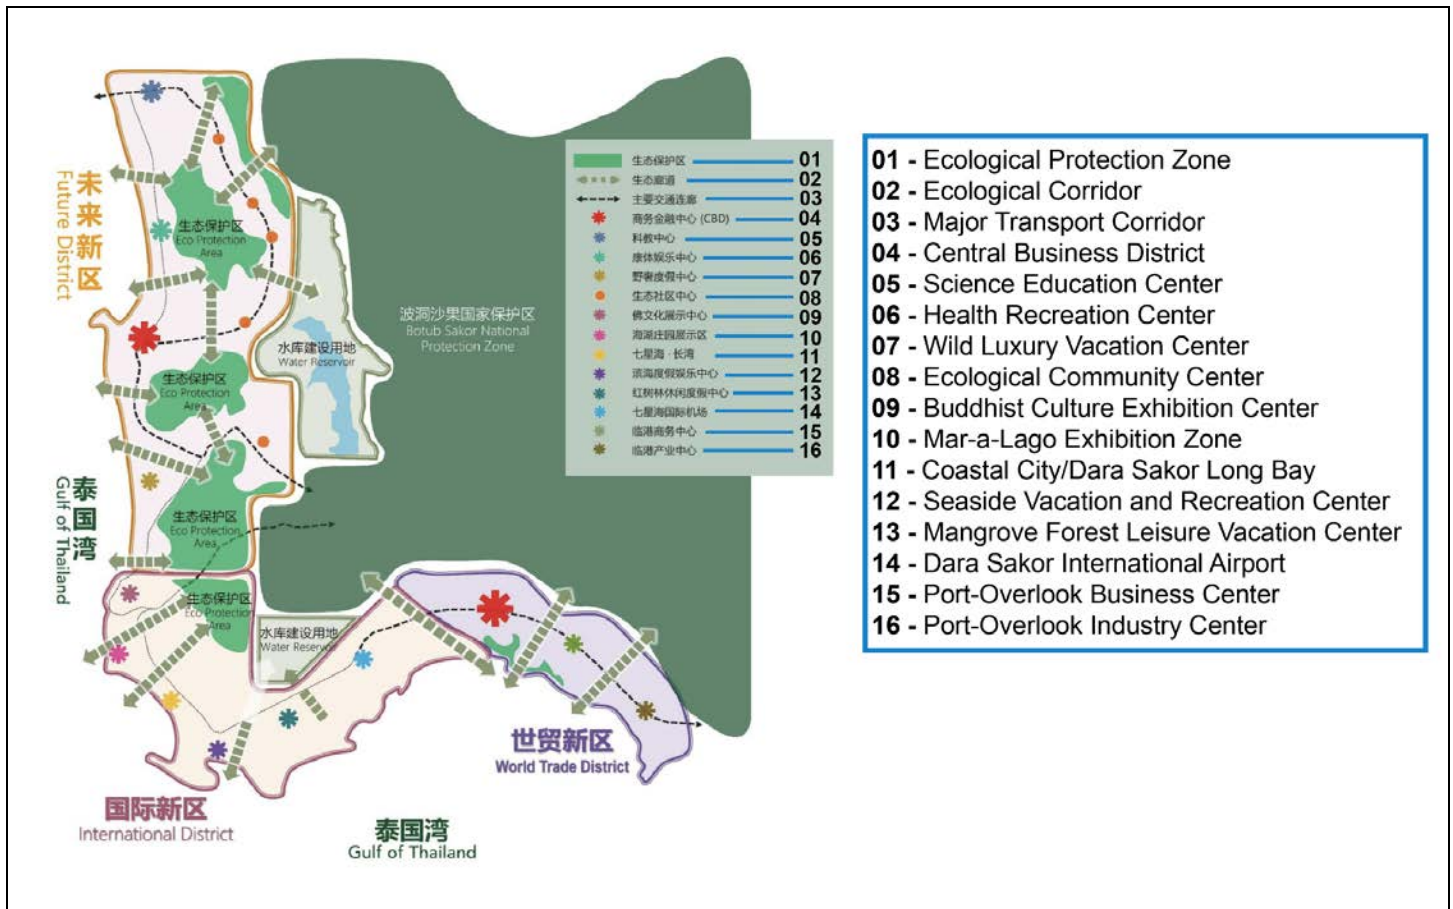 未来新区
Future District
生态保护区
Eco Protection
Area
水库建设用地
Water Reservoir
波洞沙果国家保护区
Botub Sakor National
Protection Zone
生态保护区
Eco Protection
Area
泰国湾
Gulf of Thailand
生态保护区
Eco Protection
Area
生态保护区
Eco Protection
Area
水库建设用地
Water Reservoir
世贸新区
World Trade District
国际新区
International District
泰国湾
Gulf of Thailand
生态保护区 01
生态廊道 02
主要交通连廊 03
商务金融中心 (CBD) 04
科教中心 05
康体娱乐中心 06
野奢度假中心 07
生态社区中心 08
佛文化展示中心 09
海湖庄园展示区 10
七星海 · 长湾 11
滨海度假娱乐中心 12
红树林休闲度假中心 13
七星海国际机场 14
临港商务中心 15
临港产业中心 16
01 - Ecological Protection Zone
02 - Ecological Corridor
03 - Major Transport Corridor
04 - Central Business District
05 - Science Education Center
06 - Health Recreation Center
07 - Wild Luxury Vacation Center
08 - Ecological Community Center
09 - Buddhist Culture Exhibition Center
10 - Mar-a-Lago Exhibition Zone
11 - Coastal City/Dara Sakor Long Bay
12 - Seaside Vacation and Recreation Center
13 - Mangrove Forest Leisure Vacation Center
14 - Dara Sakor International Airport
15 - Port-Overlook Business Center
16 - Port-Overlook Industry Center